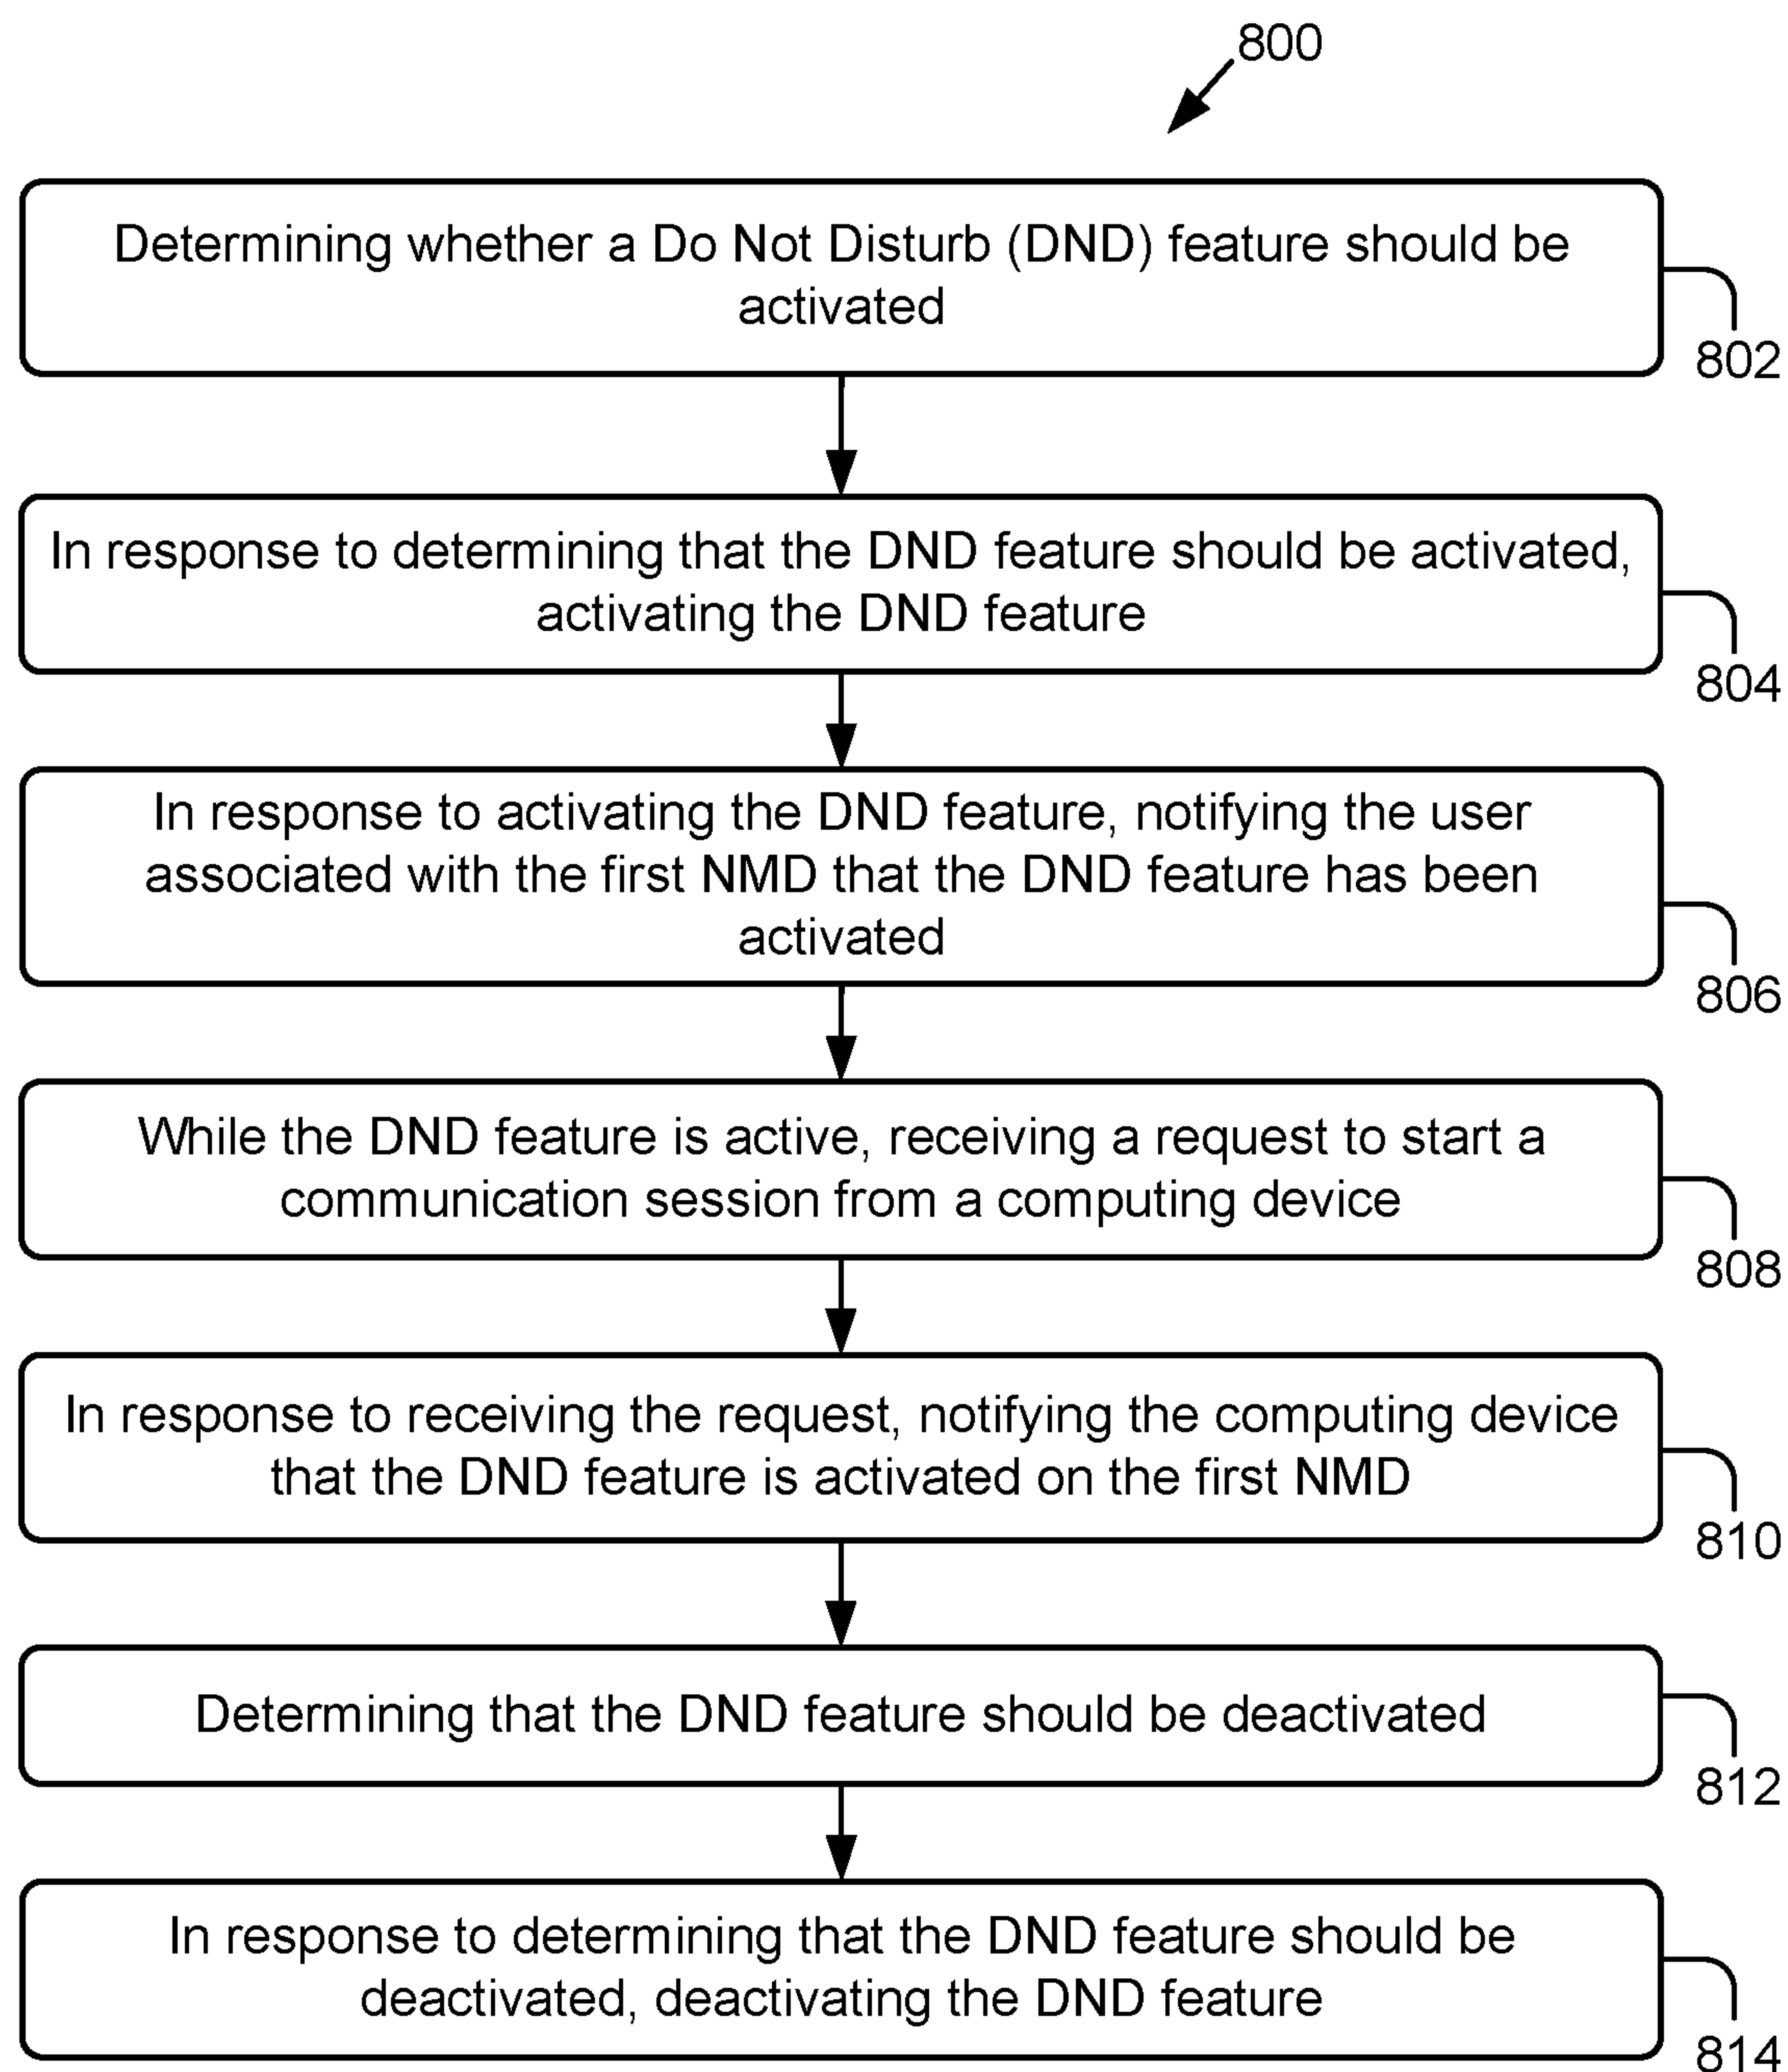 800
Determining whether a Do Not Disturb (DND) feature should be
activated
802
In response to determining that the DND feature should be activated,
activating the DND feature
804
In response to activating the DND feature, notifying the user
associated with the first NMD that the DND feature has been
activated
806
While the DND feature is active, receiving a request to start a
communication session from a computing device
808
In response to receiving the request, notifying the computing device
that the DND feature is activated on the first NMD
810
Determining that the DND feature should be deactivated
812
In response to determining that the DND feature should be
deactivated, deactivating the DND feature
814